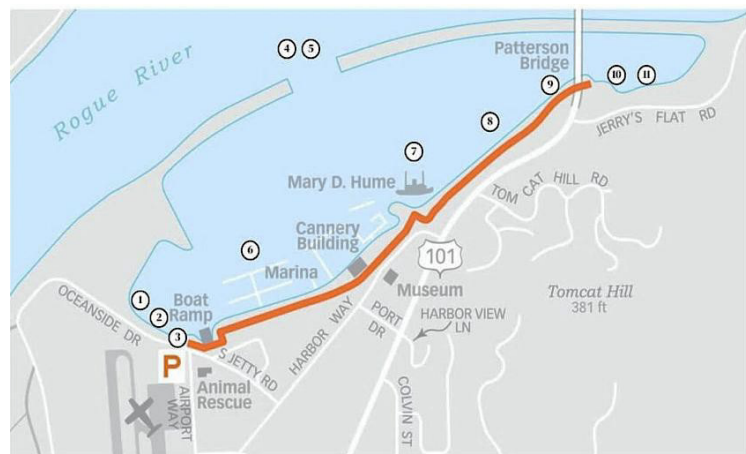 4 5
Patterson
Bridge
Rogue River
9
10 11
8
JERRY'S FLAT RD
7
Mary D. Hume
TOM CAT HILL RD
Cannery
Building
6
101
Marina
Museum
Tomcat Hill
381 ft
OCEANSIDE DR
1
2
3
Boat
Ramp
HARBOR WAY
PORT
DR
HARBOR VIEW
LN
S JETTY RD
P
Animal
Rescue
AIRPORT
WAY
COLVIN ST